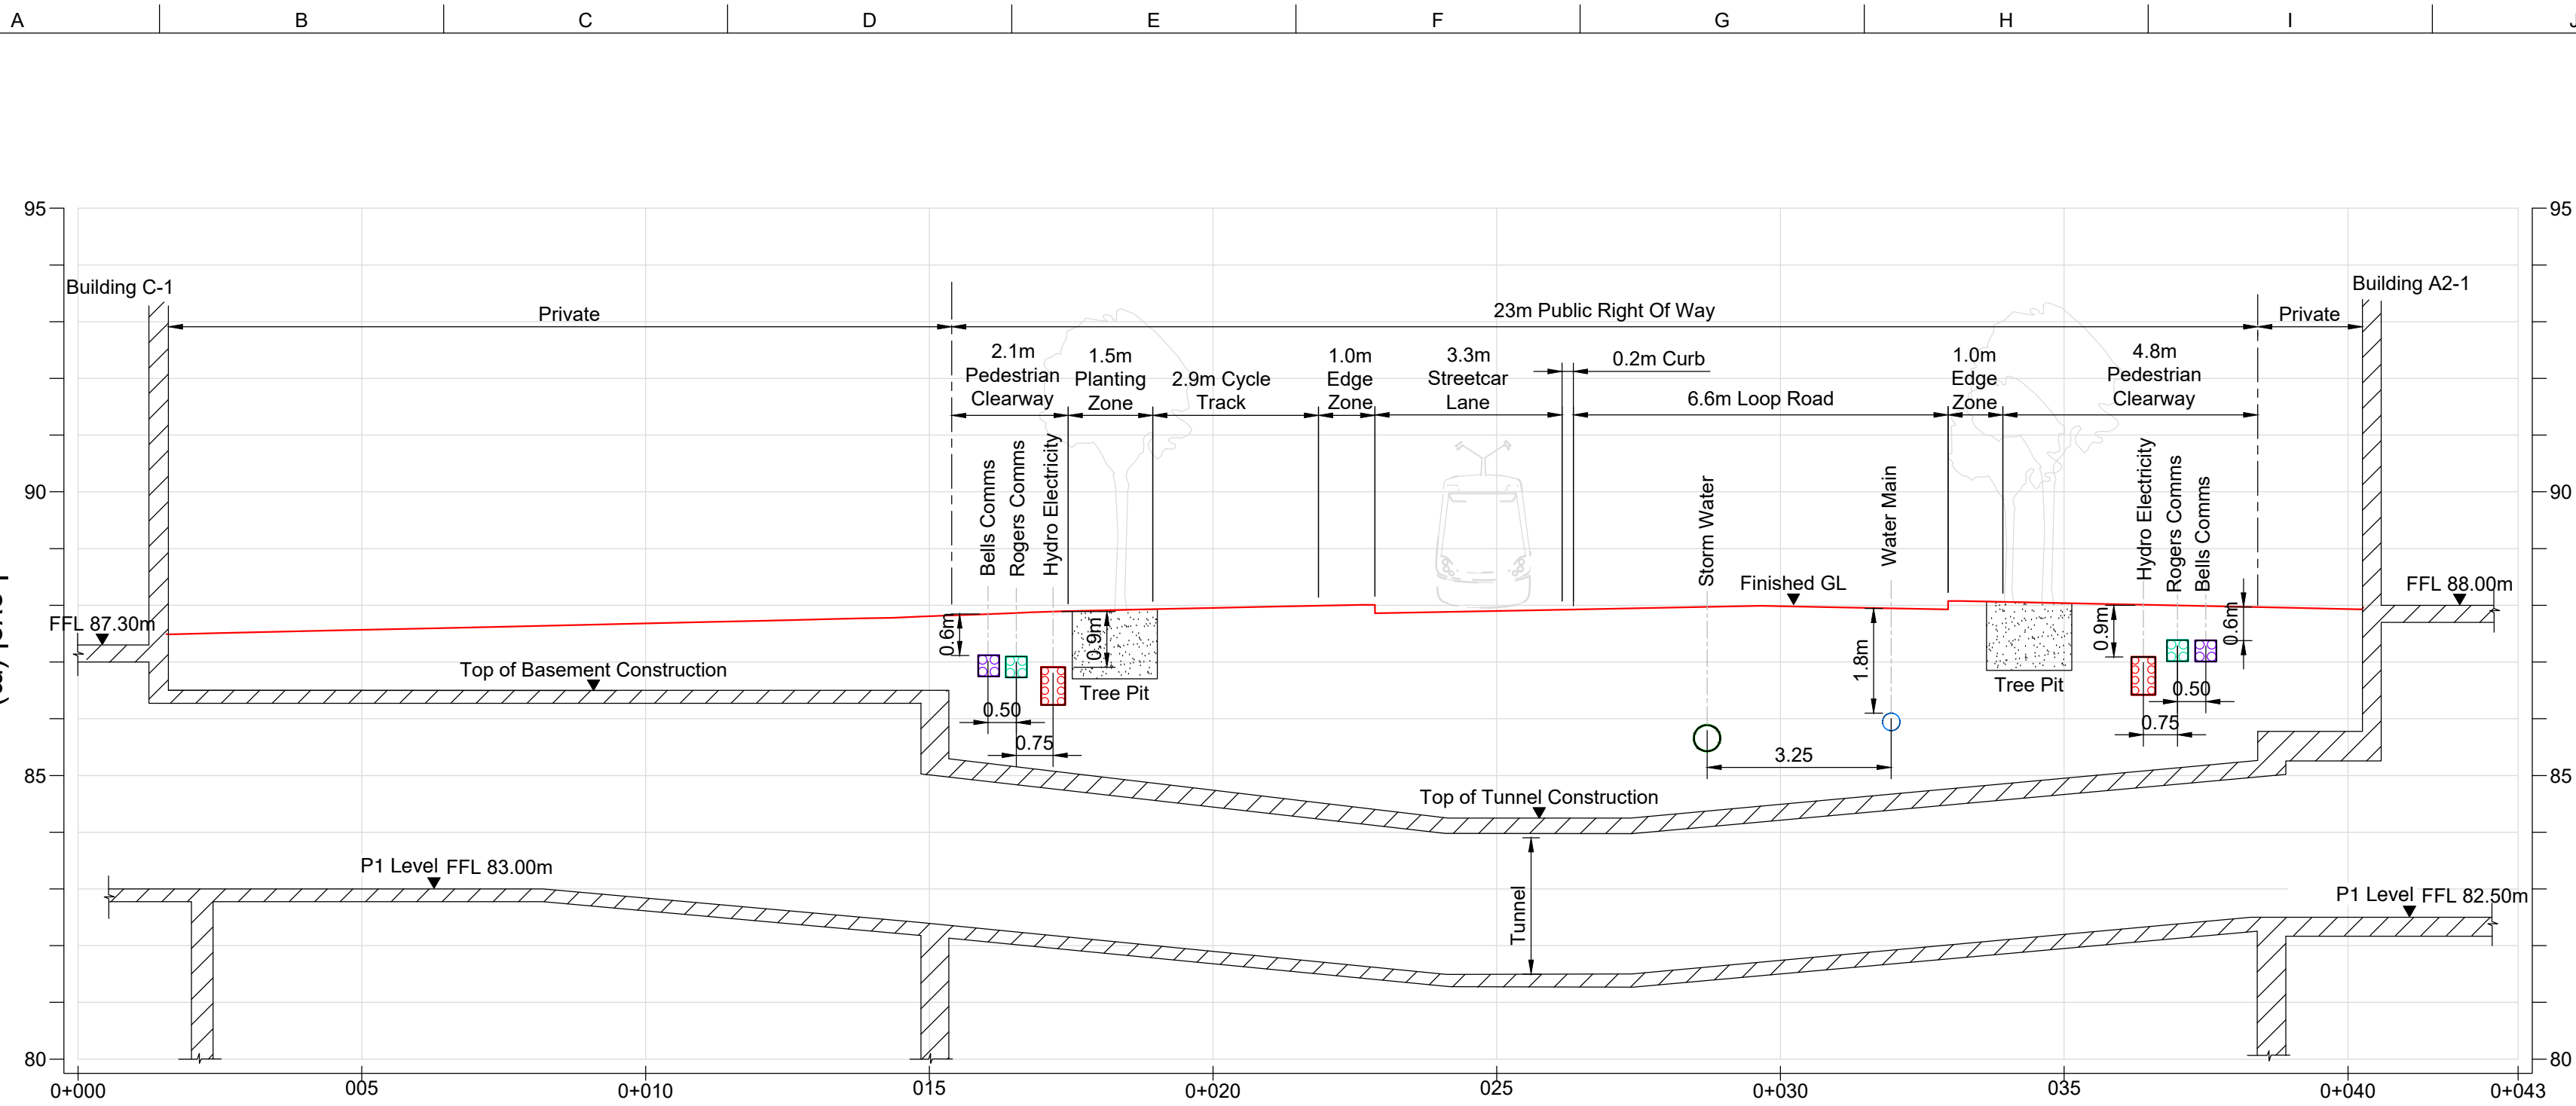 A B C D E F G H I
95 95
Building C-1
Building A2-1
Private
23m Public Right Of Way
Private
2.1m
Pedestrian
Clearway
1.5m
Planting
Zone
2.9m Cycle
Track
1.0m
Edge
Zone
3.3m
Streetcar
Lane
0.2m Curb
6.6m Loop Road
1.0m
Edge
Zone
4.8m
Pedestrian
Clearway
90 90
Bells Comms
Rogers Comms
Hydro Electricity
Storm Water
Water Main
Hydro Electricity
Rogers Comms
Bells Comms
Finished GL
FFL 88.00m
FFL 87.30m
0.6m
0.9m
1.8m
0.9m
0.6m
Top of Basement Construction
Tree Pit
Tree Pit
0.50
0.75
0.50
0.75
3.25
85 85
Top of Tunnel Construction
P1 Level FFL 83.00m
Tunnel
P1 Level FFL 82.50m
80 80
0+000 005 0+010 015 0+020 025 0+030 035 0+040 0+043